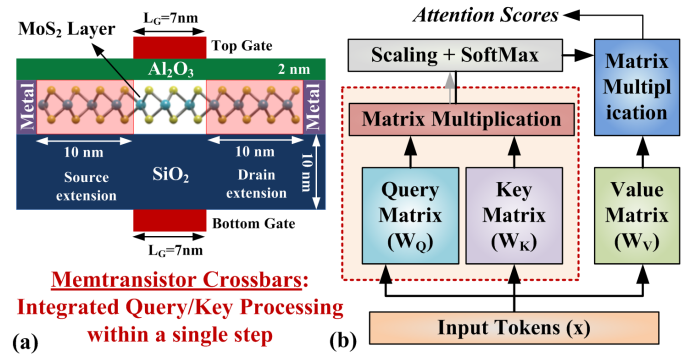 L_G=7nm
MoS₂ Layer
Top Gate
Al₂O₃
2 nm
Metal
Metal
10 nm
10 nm
10 nm
Source
extension
SiO₂
Drain
extension
Bottom Gate
L_G=7nm
Memtransistor Crossbars:
Integrated Query/Key Processing
within a single step
(a)
Attention Scores
Scaling + SoftMax
Matrix
Multipl
ication
Matrix Multiplication
Query
Matrix
(W_Q)
Key
Matrix
(W_K)
Value
Matrix
(W_V)
Input Tokens (x)
(b)